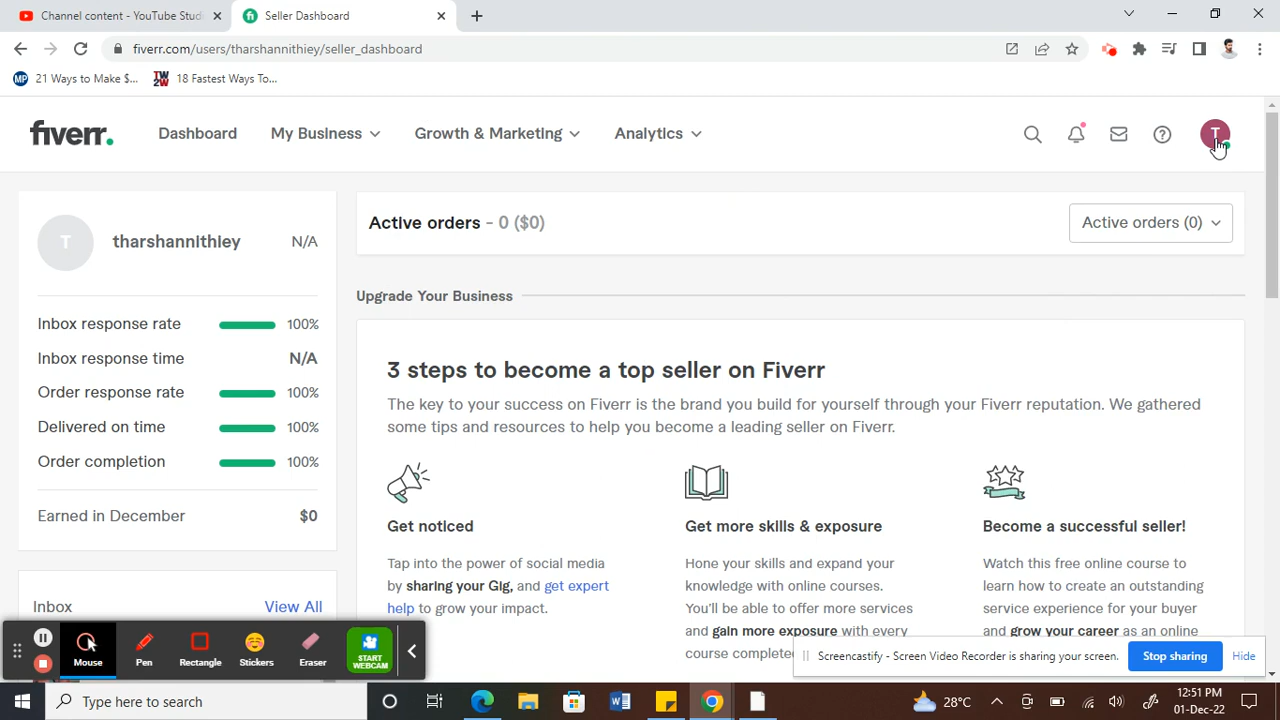 Channel content - YouTube Studi
Seller Dashboard
fiverr.com/users/tharshannithiey/seller_dashboard
MP 21 Ways to Make $...
TW2W 18 Fastest Ways To...
fiverr.
Dashboard
My Business
Growth & Marketing
Analytics
T
T
tharshannithiey
N/A
Inbox response rate 100%
Inbox response time N/A
Order response rate 100%
Delivered on time 100%
Order completion 100%
Earned in December $0
Inbox View All
Active orders - 0 ($0)
Active orders (0)
Upgrade Your Business
3 steps to become a top seller on Fiverr
The key to your success on Fiverr is the brand you build for yourself through your Fiverr reputation. We gathered
some tips and resources to help you become a leading seller on Fiverr.
Get noticed
Tap into the power of social media
by sharing your Gig, and get expert
help to grow your impact.
Get more skills & exposure
Hone your skills and expand your
knowledge with online courses.
You'll be able to offer more services
and gain more exposure with every
course completed
Become a successful seller!
Watch this free online course to
learn how to create an outstanding
service experience for your buyer
and grow your career as an online
Mouse
Pen
Rectangle
Stickers
Eraser
START
WEBCAM
Screencastify - Screen Video Recorder is sharing your screen.
Stop sharing
Hide
Type here to search
28°C
12:51 PM
01-Dec-22